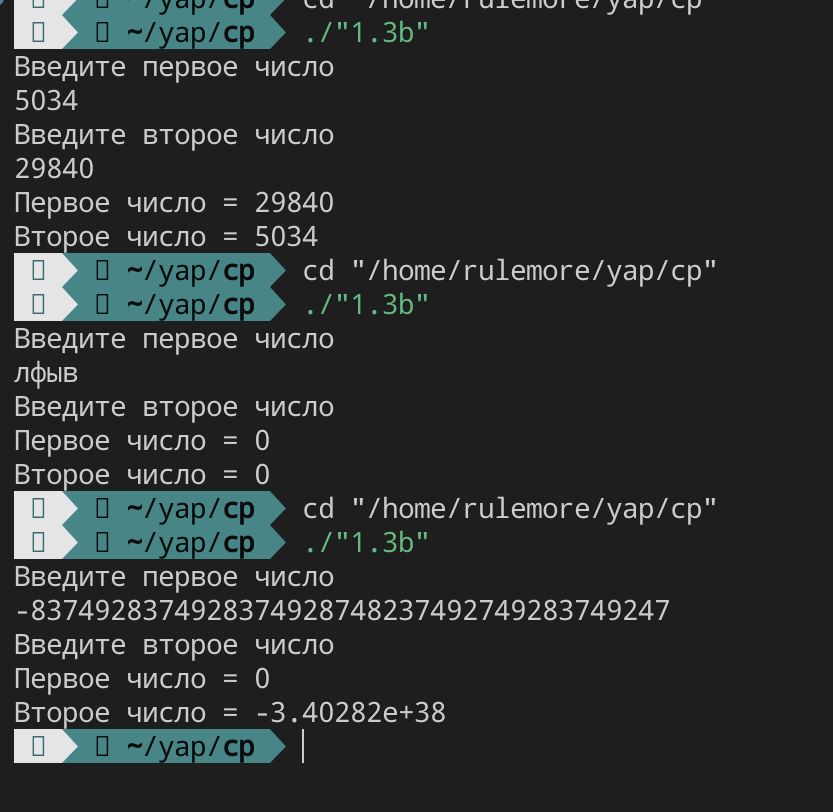 cd "/home/rulemore/yap/cp"
~/yap/cp ./"1.3b"
Введите первое число
5034
Введите второе число
29840
Первое число = 29840
Второе число = 5034
~/yap/cp cd "/home/rulemore/yap/cp"
~/yap/cp ./"1.3b"
Введите первое число
лфыв
Введите второе число
Первое число = 0
Второе число = 0
~/yap/cp cd "/home/rulemore/yap/cp"
~/yap/cp ./"1.3b"
Введите первое число
-8374928374928374928748237492749283749247
Введите второе число
Первое число = 0
Второе число = -3.40282e+38
~/yap/cp